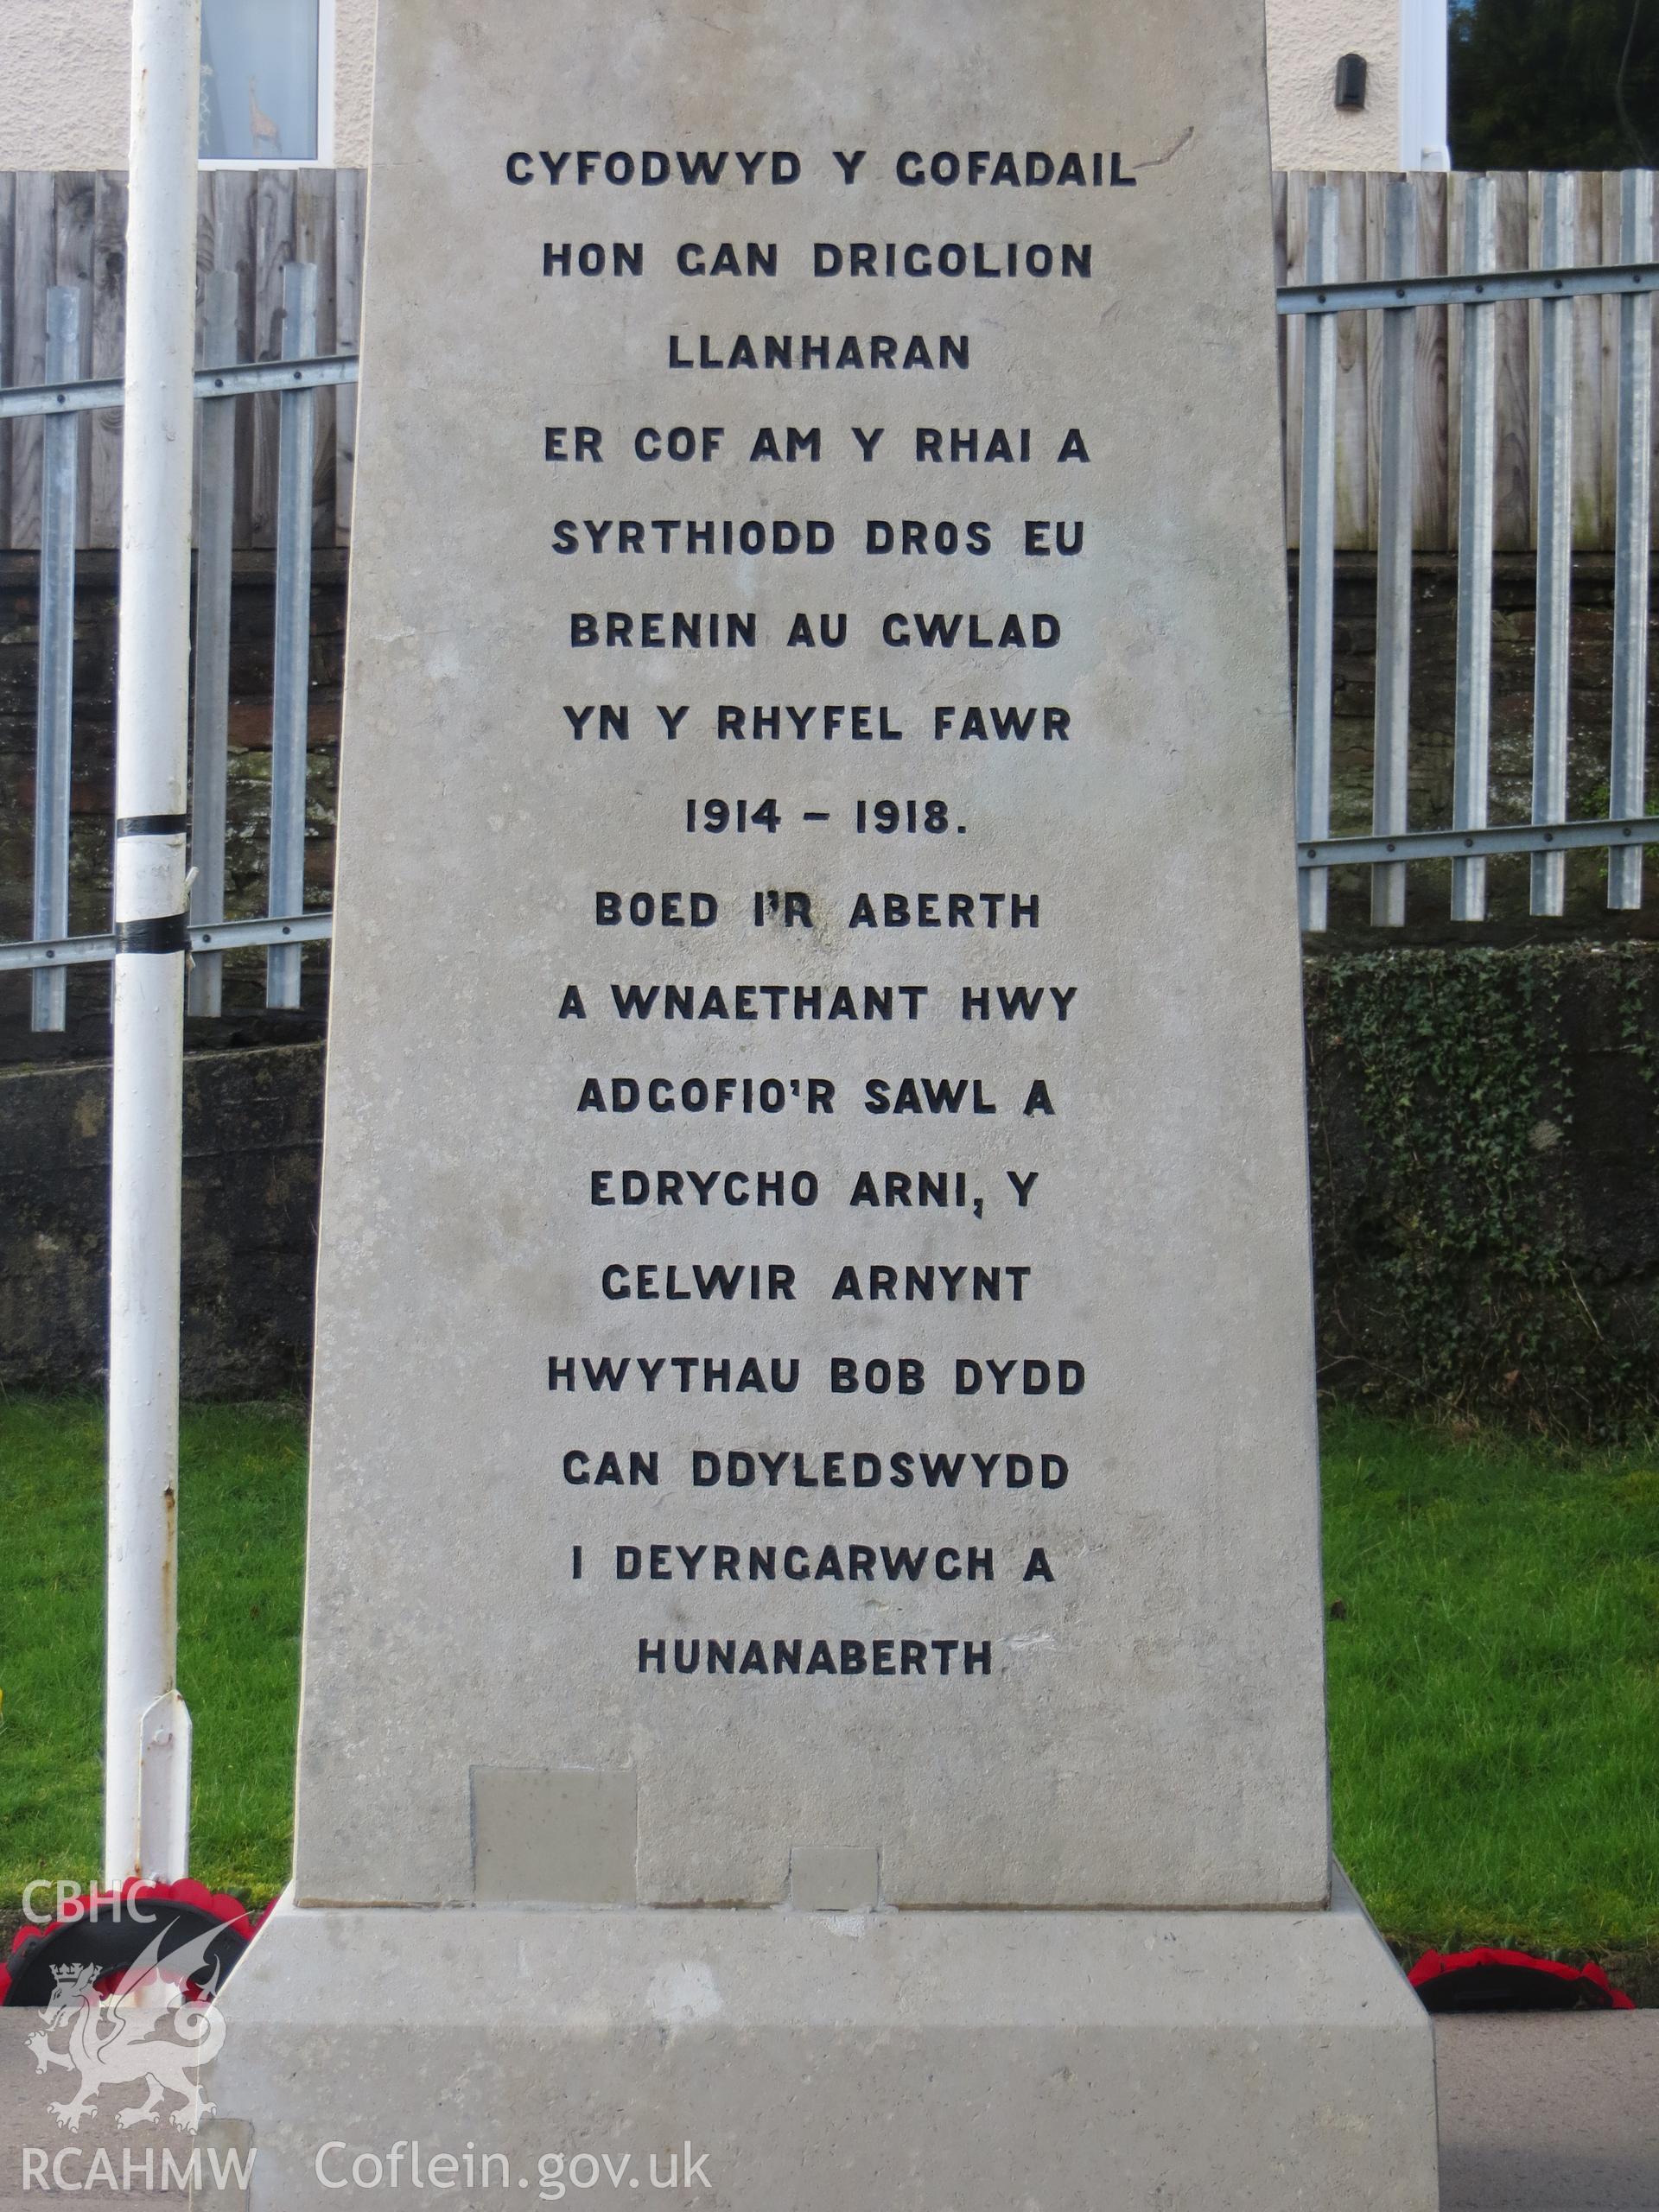 CYFODWYD Y GOFADAIL
HON GAN DRIGOLION
LLANHARAN
ER COF AM Y RHAI A
SYRTHIODD DROS EU
BRENIN AU GWLAD
YN Y RHYFEL FAWR
1914 – 1918.
BOED I'R ABERTH
A WNAETHANT HWY
ADGOFIO'R SAWL A
EDRYCHO ARNI, Y
GELWIR ARNYNT
HWYTHAU BOB DYDD
GAN DDYLEDSWYDD
I DEYRNGARWCH A
HUNANABERTH
CBHC
RCAHMW Coflein.gov.uk